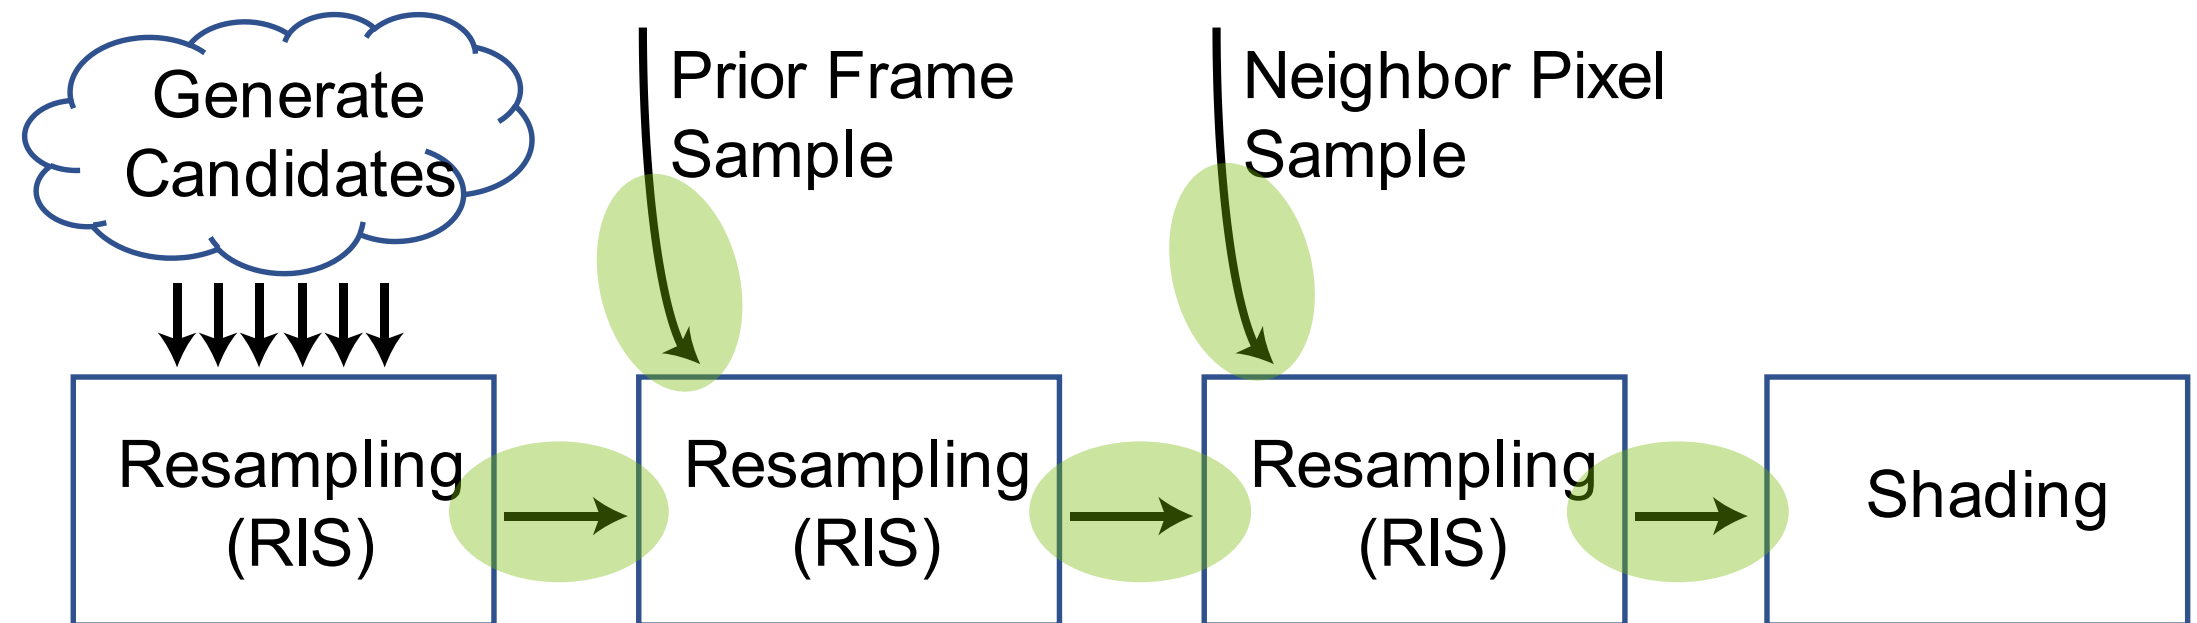 Generate
Candidates
Prior Frame
Sample
Neighbor Pixel
Sample
Resampling
(RIS)
Resampling
(RIS)
Resampling
(RIS)
Shading